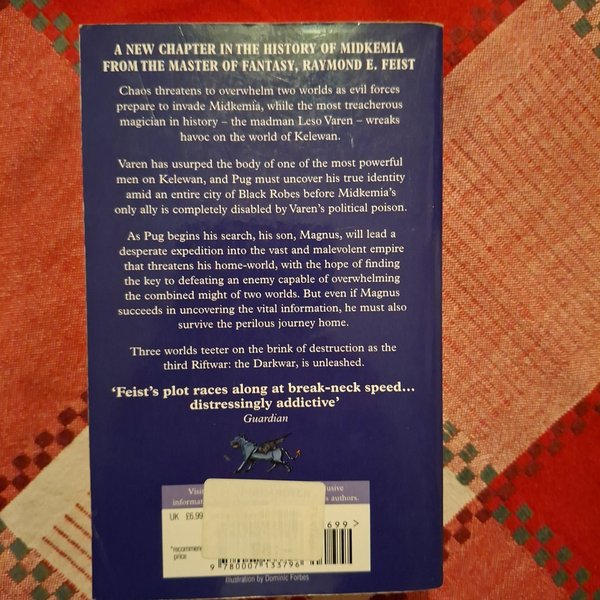 A NEW CHAPTER IN THE HISTORY OF MIDKEMIA
FROM THE MASTER OF FANTASY, RAYMOND E. FEIST
Chaos threatens to overwhelm two worlds as evil forces
prepare to invade Midkemia, while the most treacherous
magician in history – the madman Leso Varen – wreaks
havoc on the world of Kelewan.
Varen has usurped the body of one of the most powerful
men on Kelewan, and Pug must uncover his true identity
amid an entire city of Black Robes before Midkemia's
only ally is completely disabled by Varen's political poison.
As Pug begins his search, his son, Magnus, will lead a
desperate expedition into the vast and malevolent empire
that threatens his home-world, with the hope of finding
the key to defeating an enemy capable of overwhelming
the combined might of two worlds. But even if Magnus
succeeds in uncovering the vital information, he must also
survive the perilous journey home.
Three worlds teeter on the brink of destruction as the
third Riftwar: the Darkwar, is unleashed.
'Feist's plot races along at break-neck speed...
distressingly addictive'
Guardian
authors.
UK £6.99
699 >
price
9 780007 133796
Illustration by Dominic Forbes